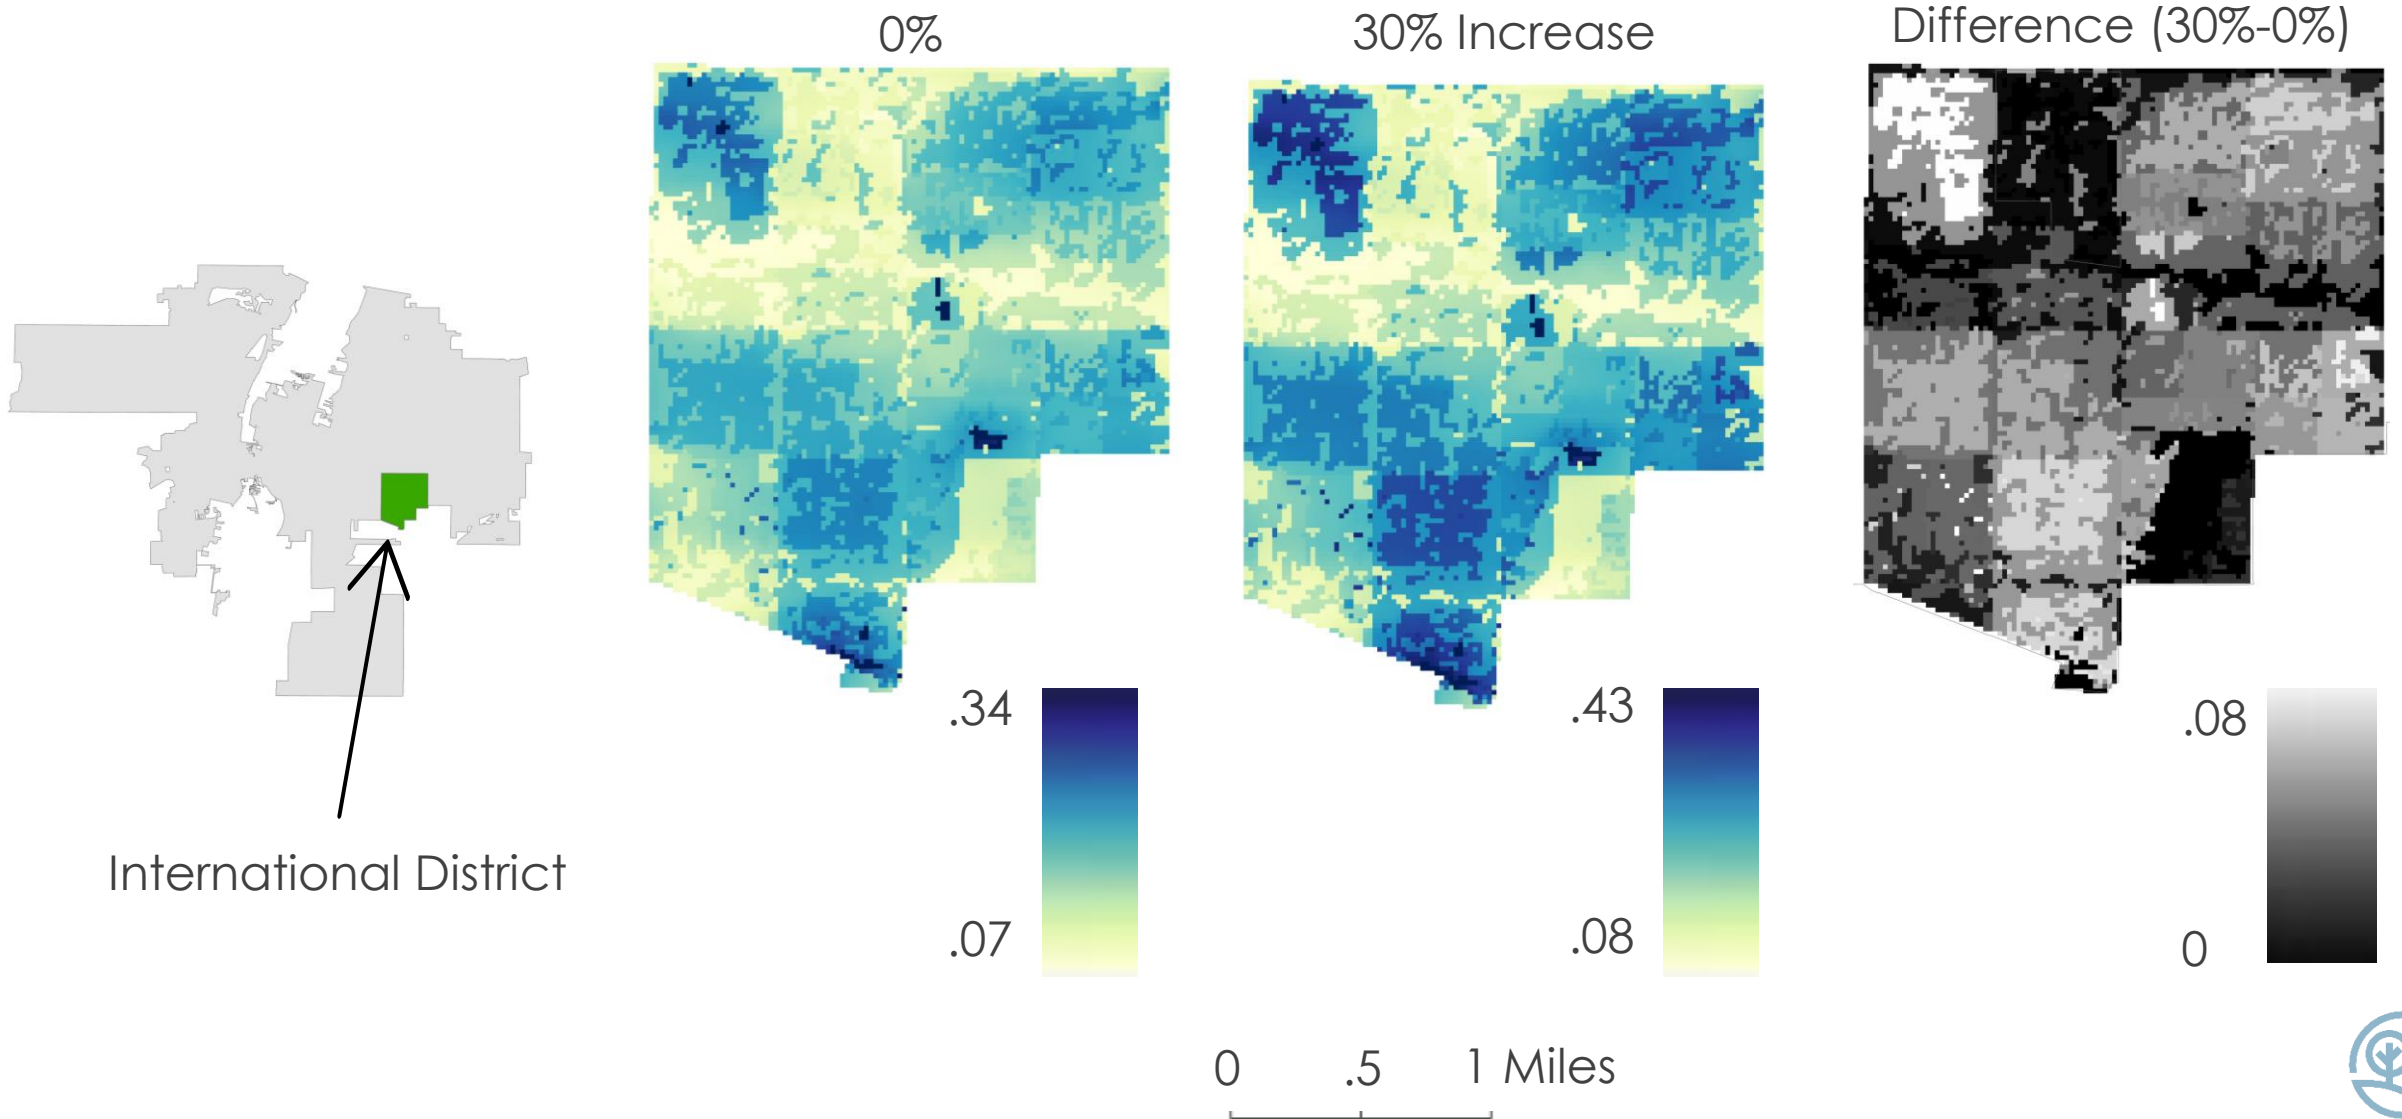 0%
30% Increase
Difference (30%-0%)
International District
.34
.07
.43
.08
.08
0
0 .5 1 Miles